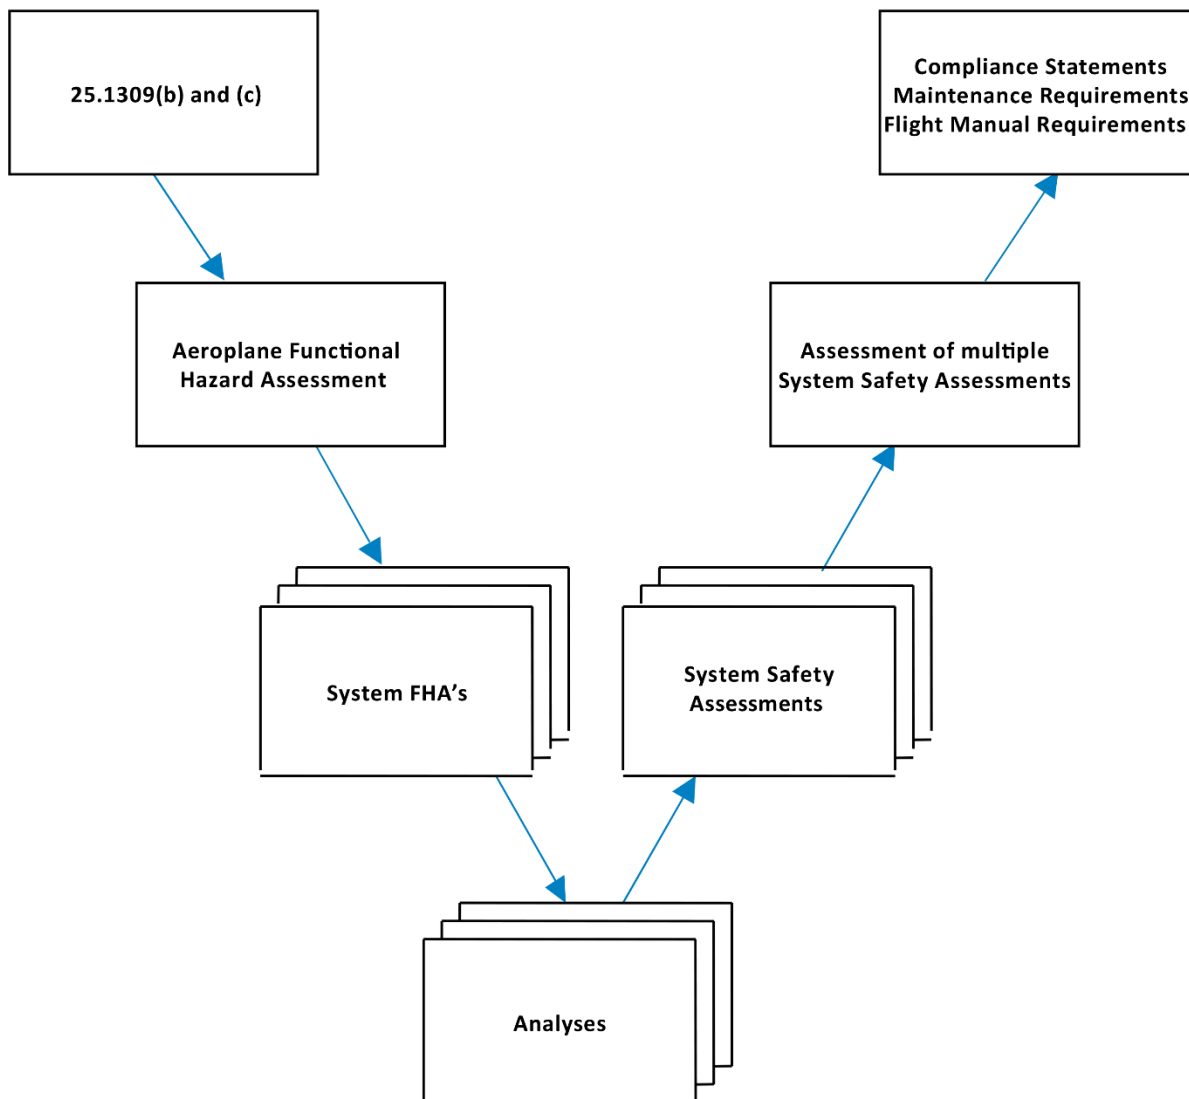 25.1309(b) and (c)
Compliance Statements
Maintenance Requirements
Flight Manual Requirements
Aeroplane Functional
Hazard Assessment
Assessment of multiple
System Safety Assessments
System FHA's
System Safety
Assessments
Analyses